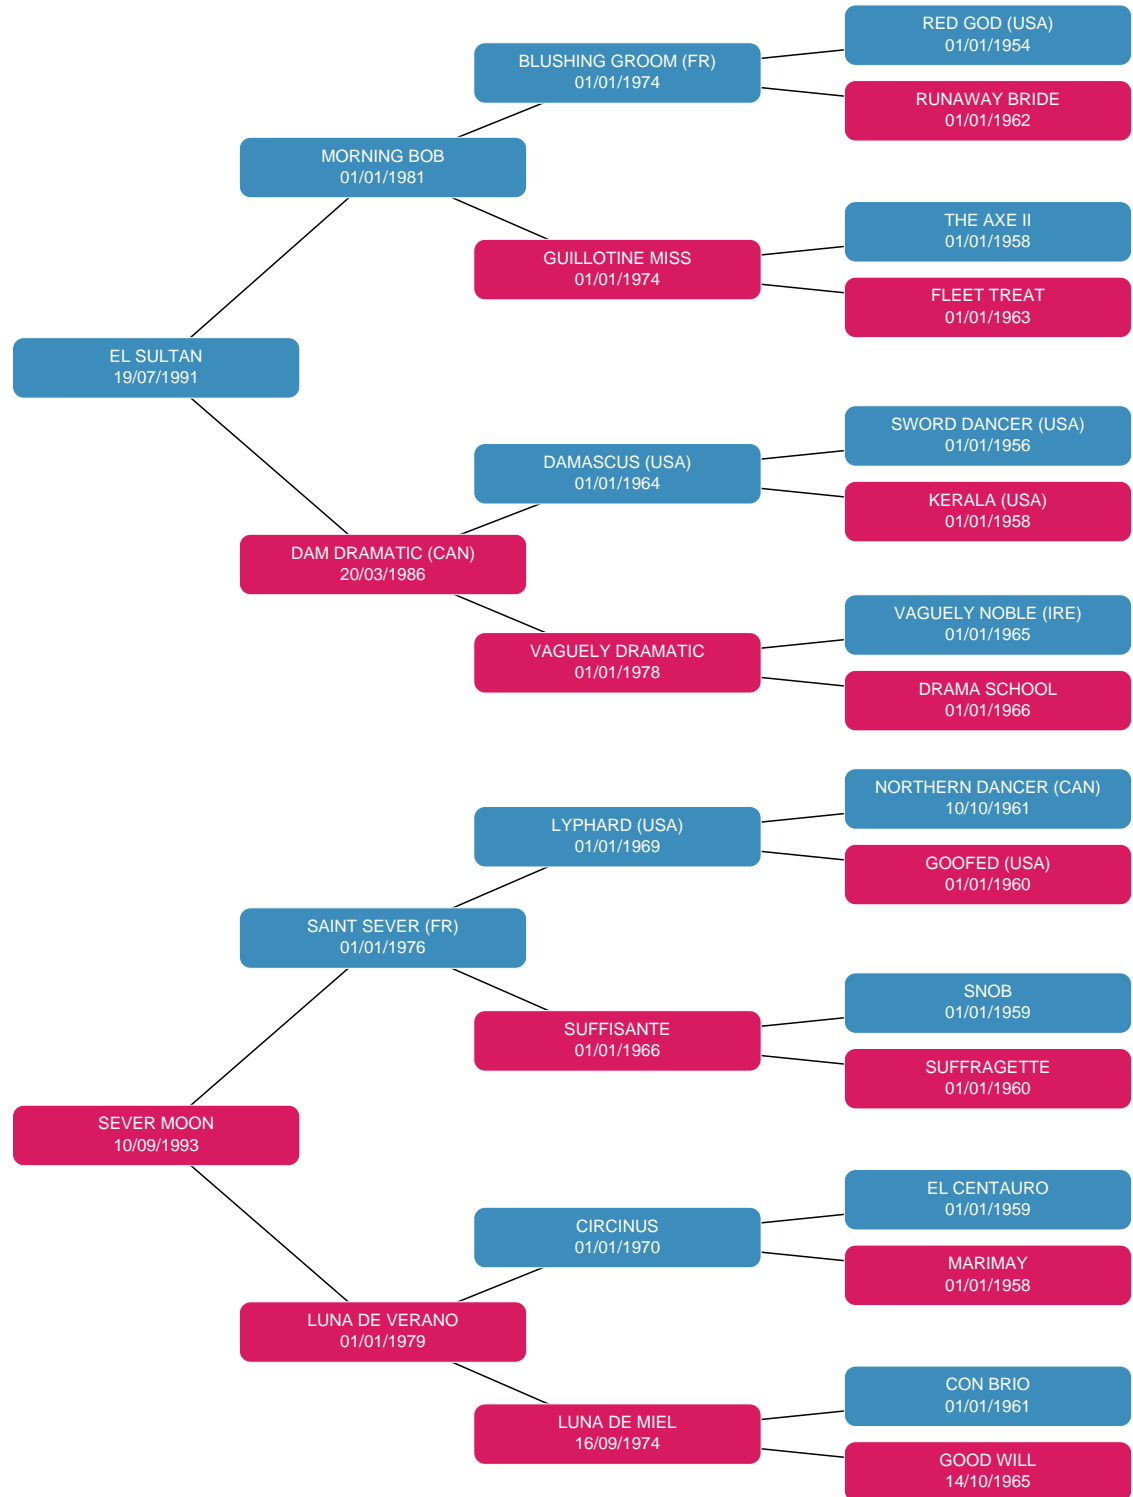 RED GOD (USA)
01/01/1954
BLUSHING GROOM (FR)
01/01/1974
RUNAWAY BRIDE
01/01/1962
MORNING BOB
01/01/1981
THE AXE II
01/01/1958
GUILLOTINE MISS
01/01/1974
FLEET TREAT
01/01/1963
EL SULTAN
19/07/1991
SWORD DANCER (USA)
01/01/1956
DAMASCUS (USA)
01/01/1964
KERALA (USA)
01/01/1958
DAM DRAMATIC (CAN)
20/03/1986
VAGUELY NOBLE (IRE)
01/01/1965
VAGUELY DRAMATIC
01/01/1978
DRAMA SCHOOL
01/01/1966
NORTHERN DANCER (CAN)
10/10/1961
LYPHARD (USA)
01/01/1969
GOOFED (USA)
01/01/1960
SAINT SEVER (FR)
01/01/1976
SNOB
01/01/1959
SUFFISANTE
01/01/1966
SUFFRAGETTE
01/01/1960
SEVER MOON
10/09/1993
EL CENTAURO
01/01/1959
CIRCINUS
01/01/1970
MARIMAY
01/01/1958
LUNA DE VERANO
01/01/1979
CON BRIO
01/01/1961
LUNA DE MIEL
16/09/1974
GOOD WILL
14/10/1965